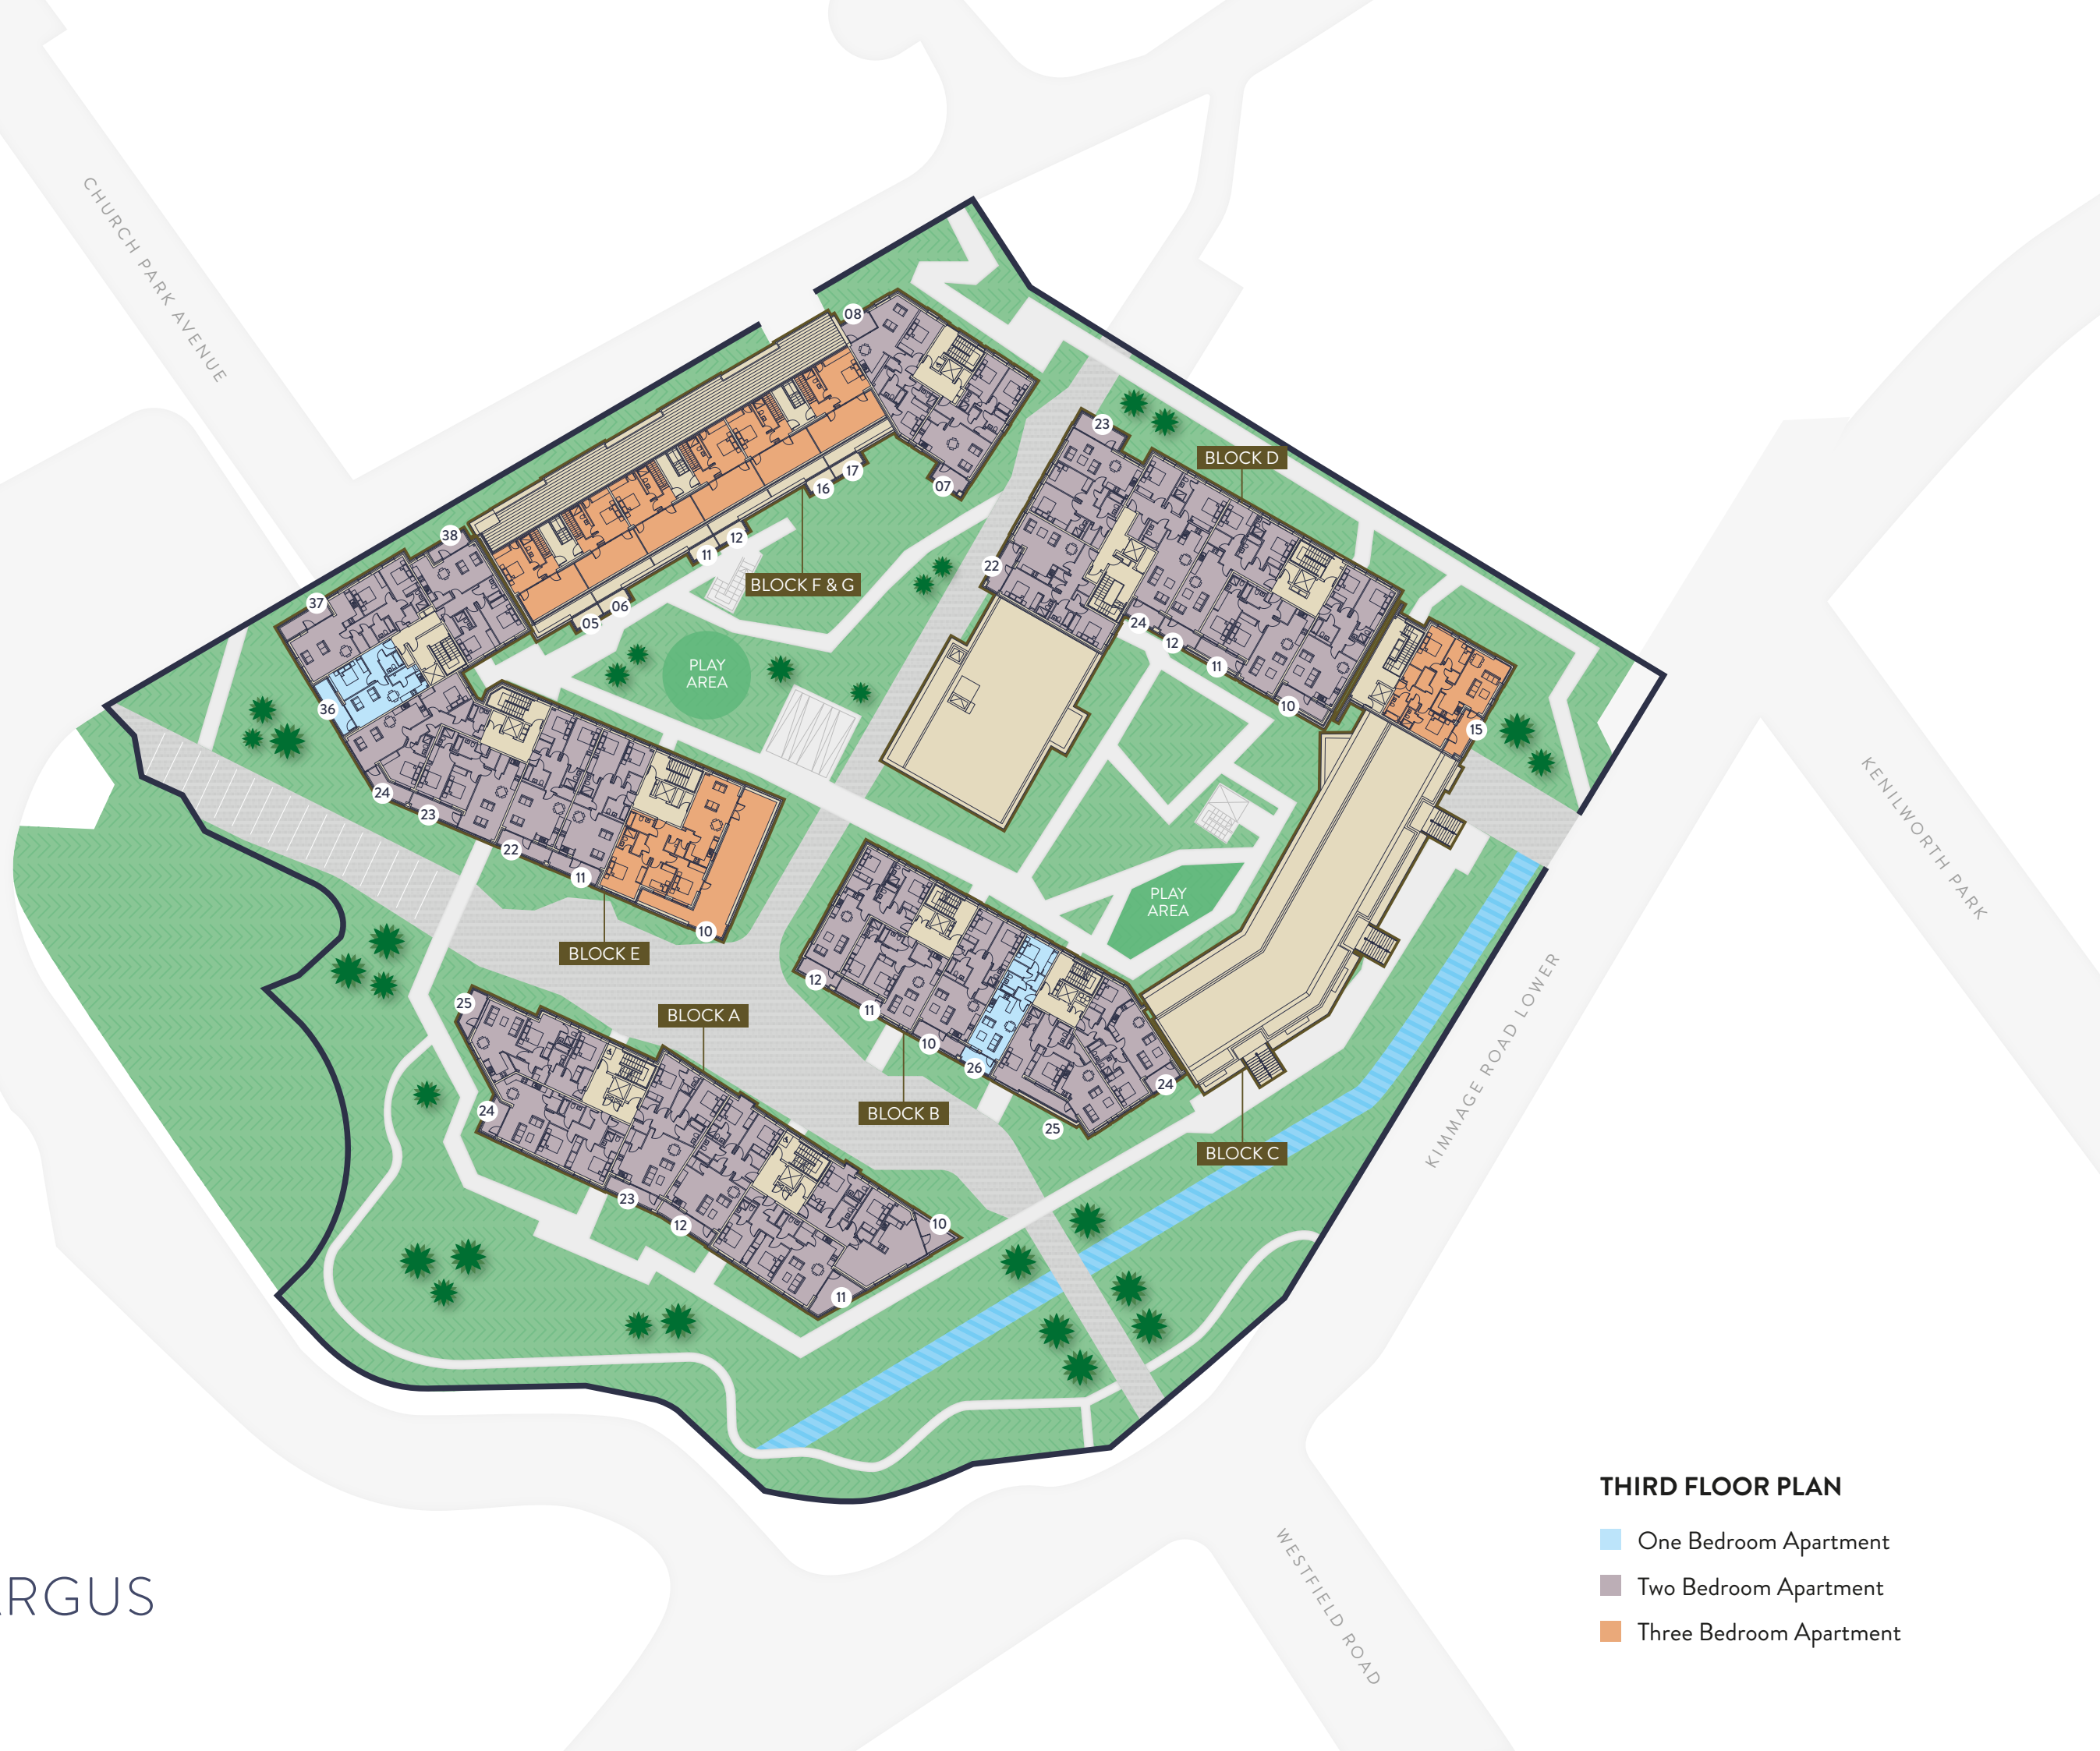 CHURCH PARK AVENUE
08
23
BLOCK D
17
16
07
38
12
11
BLOCK F & G
22
37
06
05
24
12
11
PLAY
AREA
36
10
15
24
23
22
11
KENILWORTH PARK
PLAY
AREA
10
BLOCK E
12
25
11
BLOCK A
10
KIMMAGE ROAD LOWER
26
24
24
BLOCK B
25
BLOCK C
23
12
10
11
THIRD FLOOR PLAN
One Bedroom Apartment
Two Bedroom Apartment
Three Bedroom Apartment
WESTFIELD ROAD
RGUS